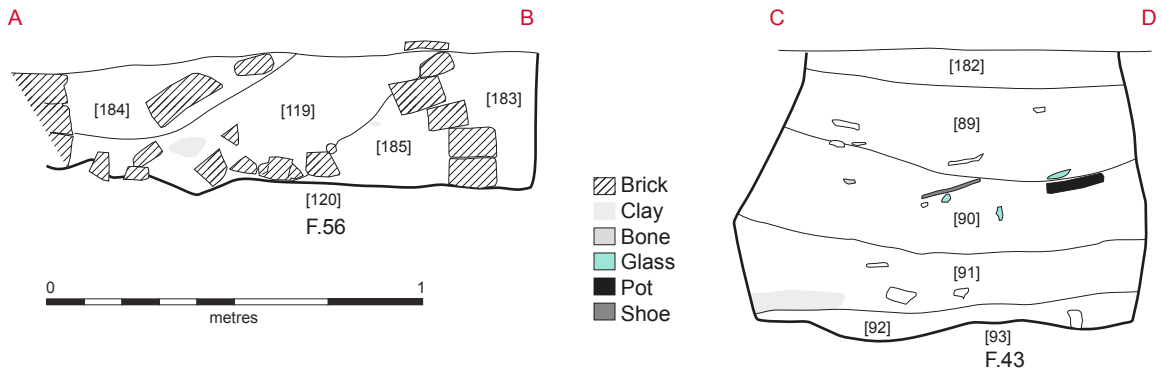 A B
[184]
[119]
[183]
[185]
[120]
F.56
0 1
metres
Brick
Clay
Bone
Glass
Pot
Shoe
C D
[182]
[89]
[90]
[91]
[92]
[93]
F.43